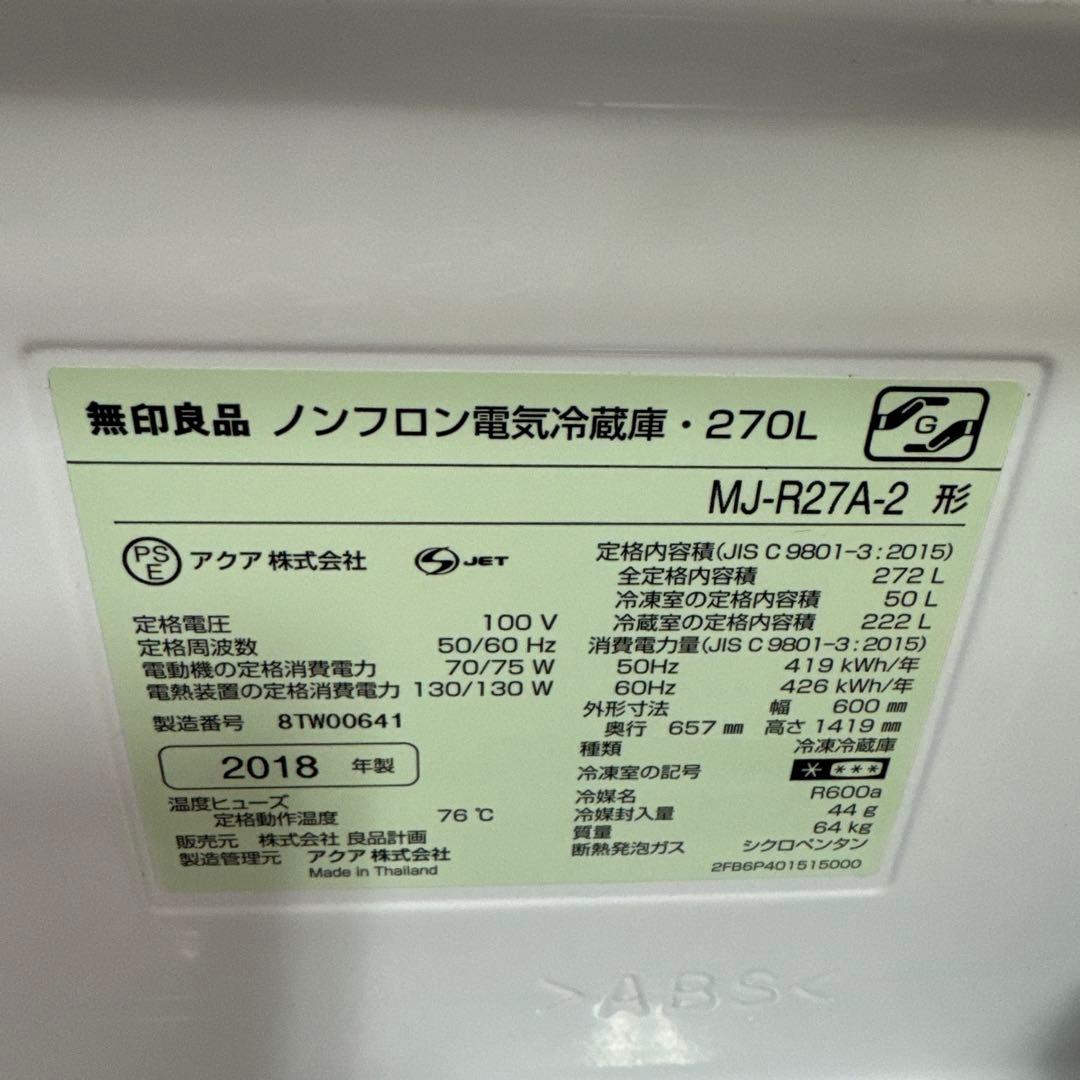 無印良品 ノンフロン電気冷蔵庫・270L
G
MJ-R27A-2 形
PSE アクア株式会社 S JET
定格電圧 100 V
定格周波数 50/60 Hz
電動機の定格消費電力 70/75 W
電熱装置の定格消費電力 130/130 W
製造番号 8TW00641
2018 年製
温度ヒューズ
定格動作温度 76 ℃
販売元 株式会社 良品計画
製造管理元 アクア株式会社
Made in Thailand
定格内容積(JIS C 9801-3:2015)
全定格内容積 272 L
冷凍室の定格内容積 50 L
冷蔵室の定格内容積 222 L
消費電力量(JIS C 9801-3:2015)
50Hz 419 kWh/年
60Hz 426 kWh/年
外形寸法 幅 600 ㎜
奥行 657 ㎜ 高さ 1419 ㎜
種類 冷凍冷蔵庫
冷凍室の記号 * ***
冷媒名 R600a
冷媒封入量 44 g
質量 64 kg
断熱発泡ガス シクロペンタン
2FB6P401515000
>ABS<